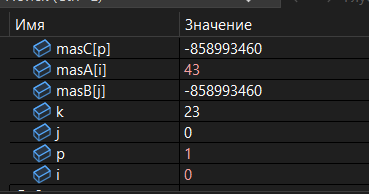 Имя Значение
masC[p] -858993460
masA[i] 43
masB[j] -858993460
k 23
j 0
p 1
i 0